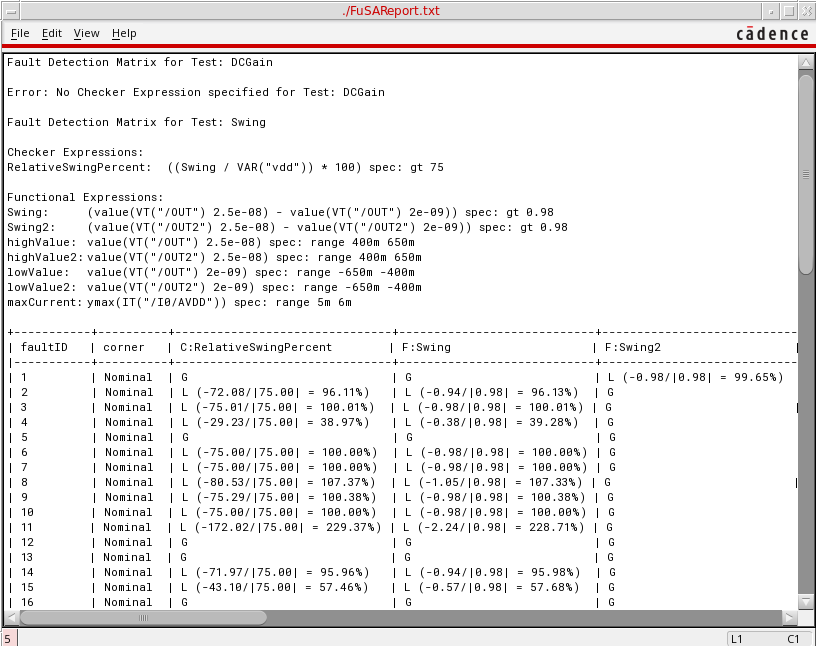 ./FuSAReport.txt
File Edit View Help
cādence
Fault Detection Matrix for Test: DCGain
Error: No Checker Expression specified for Test: DCGain
Fault Detection Matrix for Test: Swing
Checker Expressions:
RelativeSwingPercent: ((Swing / VAR("vdd")) * 100) spec: gt 75
Functional Expressions:
Swing: (value(VT("/OUT") 2.5e-08) - value(VT("/OUT") 2e-09)) spec: gt 0.98
Swing2: (value(VT("/OUT2") 2.5e-08) - value(VT("/OUT2") 2e-09)) spec: gt 0.98
highValue: value(VT("/OUT") 2.5e-08) spec: range 400m 650m
highValue2: value(VT("/OUT2") 2.5e-08) spec: range 400m 650m
lowValue: value(VT("/OUT") 2e-09) spec: range -650m -400m
lowValue2: value(VT("/OUT2") 2e-09) spec: range -650m -400m
maxCurrent: ymax(IT("/I0/AVDD")) spec: range 5m 6m
+-----------+----------+------------------------------+---------------------------+---------------------------
| faultID | corner | C:RelativeSwingPercent | F:Swing | F:Swing2 |
|-----------+----------+------------------------------+---------------------------+---------------------------
| 1 | Nominal | G | G | L (-0.98/|0.98| = 99.65%)
| 2 | Nominal | L (-72.08/|75.00| = 96.11%) | L (-0.94/|0.98| = 96.13%) | G
| 3 | Nominal | L (-75.01/|75.00| = 100.01%) | L (-0.98/|0.98| = 100.01%) | G |
| 4 | Nominal | L (-29.23/|75.00| = 38.97%) | L (-0.38/|0.98| = 39.28%) | G
| 5 | Nominal | G | G | G
| 6 | Nominal | L (-75.00/|75.00| = 100.00%) | L (-0.98/|0.98| = 100.00%) | G
| 7 | Nominal | L (-75.00/|75.00| = 100.00%) | L (-0.98/|0.98| = 100.00%) | G
| 8 | Nominal | L (-80.53/|75.00| = 107.37%) | L (-1.05/|0.98| = 107.33%) | G |
| 9 | Nominal | L (-75.29/|75.00| = 100.38%) | L (-0.98/|0.98| = 100.38%) | G
| 10 | Nominal | L (-75.00/|75.00| = 100.00%) | L (-0.98/|0.98| = 100.00%) | G
| 11 | Nominal | L (-172.02/|75.00| = 229.37%) | L (-2.24/|0.98| = 228.71%) | G
| 12 | Nominal | G | G | G
| 13 | Nominal | G | G | G
| 14 | Nominal | L (-71.97/|75.00| = 95.96%) | L (-0.94/|0.98| = 95.98%) | G
| 15 | Nominal | L (-43.10/|75.00| = 57.46%) | L (-0.57/|0.98| = 57.68%) | G
| 16 | Nominal | G | G | G
5 L1 C1